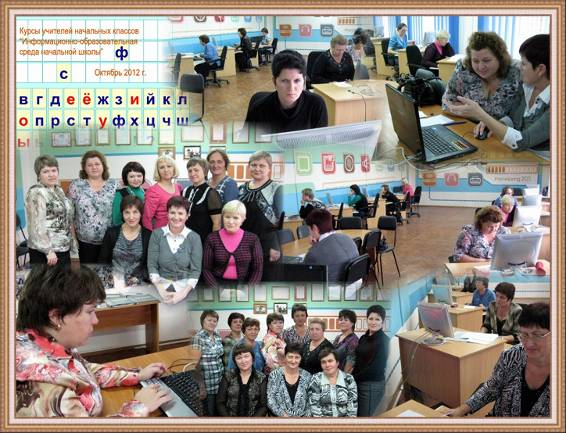 Курсы учителей начальных классов
"Информационно-образовательная
среда начальной школы"
ф
с
Октябрь 2012 г.
в г д е ё ж з и й к л
о п р с т у ф х ц ч ш
ы